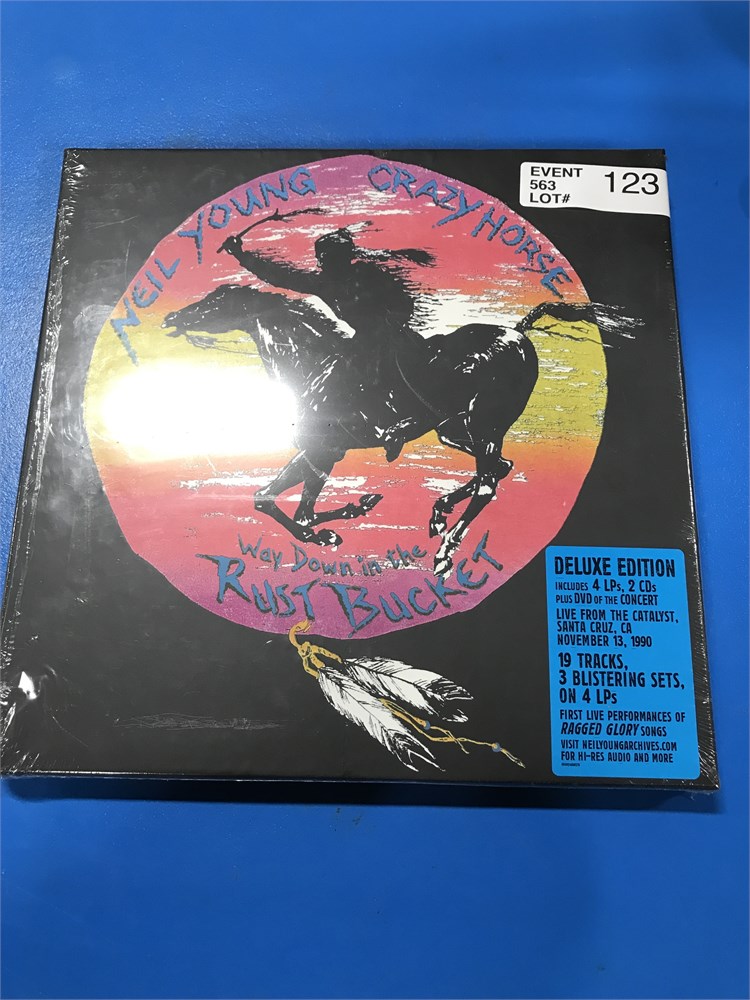 EVENT
563
LOT#
123
NEIL YOUNG CRAZY HORSE
Way Down in the
RUST BUCKET
DELUXE EDITION
INCLUDES 4 LPs, 2 CDs
PLUS DVD OF THE CONCERT
LIVE FROM THE CATALYST,
SANTA CRUZ, CA
NOVEMBER 13, 1990
19 TRACKS,
3 BLISTERING SETS,
ON 4 LPs
FIRST LIVE PERFORMANCES OF
RAGGED GLORY SONGS
VISIT NEILYOUNGARCHIVES.COM
FOR HI-RES AUDIO AND MORE